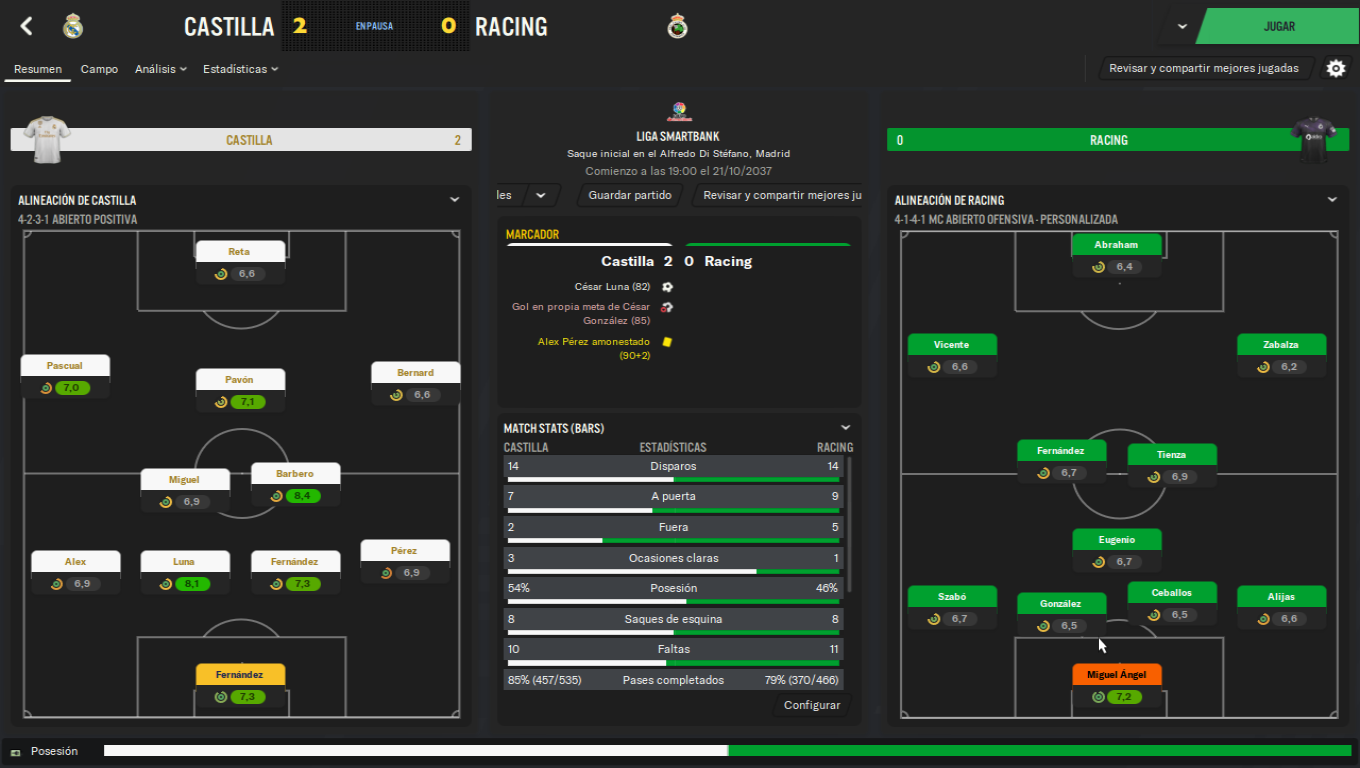 CASTILLA 2 EN PAUSA 0 RACING
JUGAR
Resumen Campo Análisis Estadísticas
Revisar y compartir mejores jugadas
CASTILLA 2
ALINEACIÓN DE CASTILLA
4-2-3-1 ABIERTO POSITIVA
Reta
6,6
Pascual
7,0
Pavón
7,1
Bernard
6,6
Miguel
6,9
Barbero
8,4
Alex
6,9
Luna
8,1
Fernández
7,3
Pérez
6,9
Fernández
7,3
LIGA SMARTBANK
Saque inicial en el Alfredo Di Stéfano, Madrid
Comienzo a las 19:00 el 21/10/2037
les
Guardar partido
Revisar y compartir mejores ju
MARCADOR
Castilla 2 0 Racing
César Luna (82)
Gol en propia meta de César
González (85)
Alex Pérez amonestado
(90+2)
MATCH STATS (BARS)
CASTILLA ESTADÍSTICAS RACING
14 Disparos 14
7 A puerta 9
2 Fuera 5
3 Ocasiones claras 1
54% Posesión 46%
8 Saques de esquina 8
10 Faltas 11
85% (457/535) Pases completados 79% (370/466)
Configurar
0 RACING
ALINEACIÓN DE RACING
4-1-4-1 MC ABIERTO OFENSIVA - PERSONALIZADA
Abraham
6,4
Vicente
6,6
Zabalza
6,2
Fernández
6,7
Tienza
6,9
Eugenio
6,7
Szabó
6,7
González
6,5
Ceballos
6,5
Alijas
6,6
Miguel Ángel
7,2
Posesión